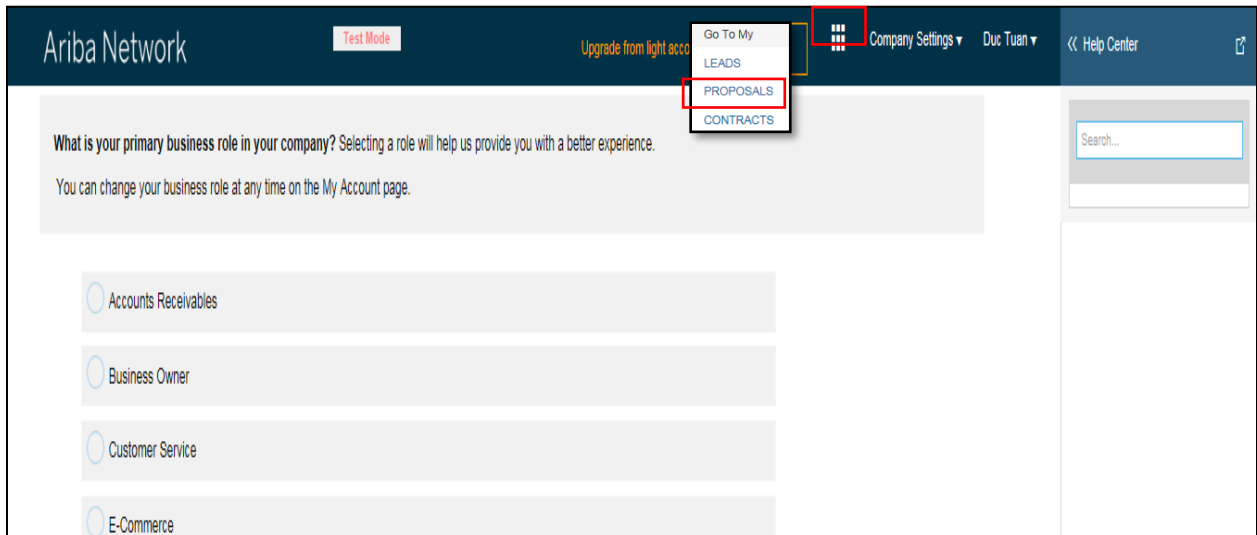 Ariba Network
Test Mode
Upgrade from light acco
Go To My
LEADS
PROPOSALS
CONTRACTS
Company Settings ▾
Duc Tuan ▾
« Help Center
Search...
What is your primary business role in your company? Selecting a role will help us provide you with a better experience.
You can change your business role at any time on the My Account page.
Accounts Receivables
Business Owner
Customer Service
E-Commerce